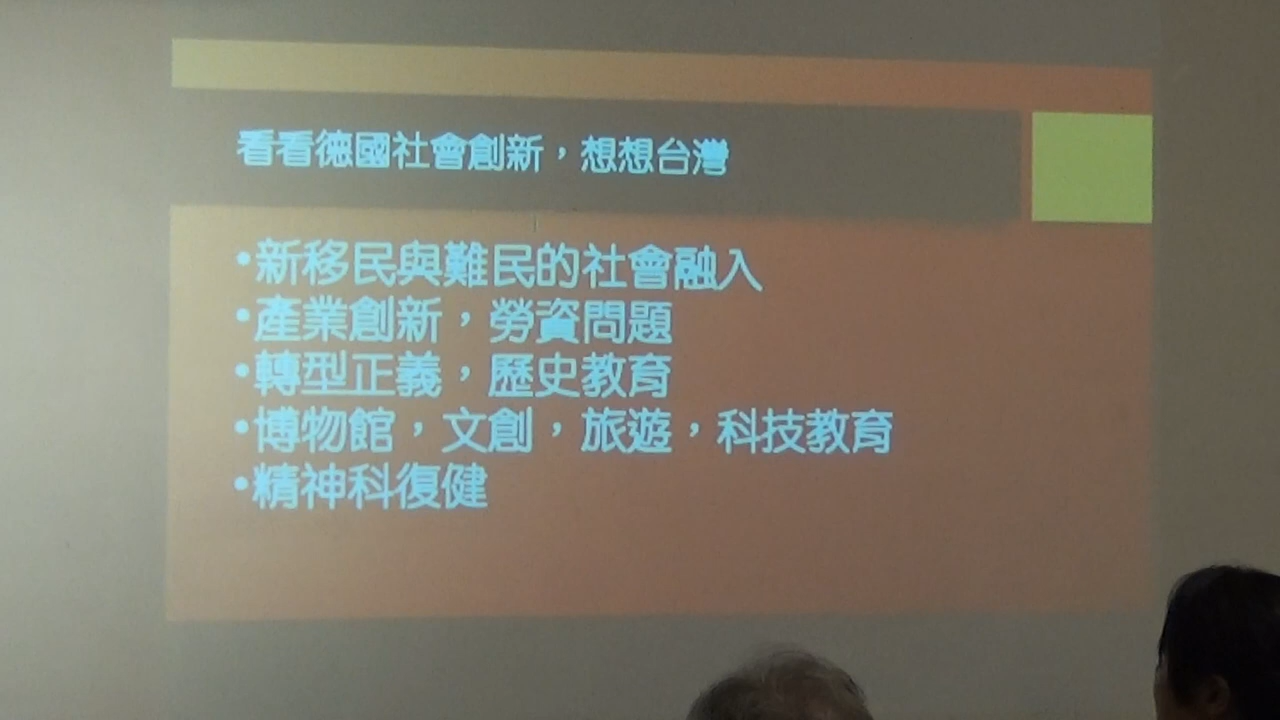 看看德國社會創新，想想台灣
•新移民與難民的社會融入
•產業創新，勞資問題
•轉型正義，歷史教育
•博物館，文創，旅遊，科技教育
•精神科復健